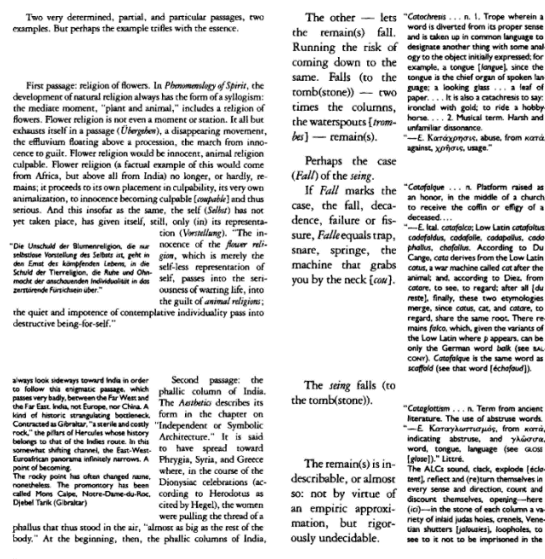 Two very determined, partial, and particular passages, two
examples. But perhaps the example trifles with the essence.
First passage: religion of flowers. In Phenomenology of Spirit, the
development of natural religion always has the form of a syllogism:
the mediate moment, "plant and animal," includes a religion of
flowers. Flower religion is not even a moment or station. It all but
exhausts itself in a passage (Übergehen), a disappearing movement,
the effluvium floating above a procession, the march from inno-
cence to guilt. Flower religion would be innocent, animal religion
culpable. Flower religion (a factual example of this would come
from Africa, but above all from India) no longer, or hardly, re-
mains; it proceeds to its own placement in culpability, its very own
animalization, to innocence becoming culpable [coupable] and thus
serious. And this insofar as the same, the self (Selbst) has not
yet taken place, has given itself, still, only (in) its representa-
tion (Vorstellung). "The in-
nocence of the flower reli-
gion, which is merely the
self-less representation of
self, passes into the seri-
ousness of warring life, into
the guilt of animal religions;
the quiet and impotence of contemplative individuality pass into
destructive being-for-self."
"Die Unschuld der Blumenreligion, die nur
selbstlose Vorstellung des Selbsts ist, geht in
den Ernst des kämpfenden Lebens, in die
Schuld der Tierreligion, die Ruhe und Ohn-
macht der anschauenden Individualität in das
zerstörende Fürsichsein über."
always look sideways toward India in order
to follow this enigmatic passage, which
passes very badly, between the Far West and
the Far East. India, not Europe, nor China. A
kind of historic strangulating bottleneck.
Contracted as Gibraltar, "a sterile and costly
rock," the pillars of Hercules whose history
belongs to that of the Indies route. In this
somewhat shifting channel, the East-West-
Eurafrican panorama infinitely narrows. A
point of becoming.
The rocky point has often changed name,
nonetheless. The promontory has been
called Mons Calpe, Notre-Dame-du-Roc,
Djebel Tarik (Gibraltar)
Second passage: the
phallic column of India.
The Aesthetics describes its
form in the chapter on
"Independent or Symbolic
Architecture." It is said
to have spread toward
Phrygia, Syria, and Greece
where, in the course of the
Dionysiac celebrations (ac-
cording to Herodotus as
cited by Hegel), the women
were pulling the thread of a
phallus that thus stood in the air, "almost as big as the rest of the
body." At the beginning, then, the phallic columns of India,
The other — lets
the remain(s) fall.
Running the risk of
coming down to the
same. Falls (to the
tomb(stone)) — two
times the columns,
the waterspouts [trom-
bes] — remain(s).
Perhaps the case
(Fall) of the seing.
If Fall marks the
case, the fall, deca-
dence, failure or fis-
sure, Falle equals trap,
snare, springe, the
machine that grabs
you by the neck [cou].
The seing falls (to
the tomb(stone)).
The remain(s) is in-
describable, or almost
so: not by virtue of
an empiric approxi-
mation, but rigor-
ously undecidable.
"Catachresis . . . n. 1. Trope wherein a
word is diverted from its proper sense
and is taken up in common language to
designate another thing with some anal-
ogy to the object initially expressed; for
example, a tongue [langue], since the
tongue is the chief organ of spoken lan-
guage; a looking glass . . . a leaf of
paper. . . . It is also a catachresis to say:
ironclad with gold; to ride a hobby-
horse. . . . 2. Musical term. Harsh and
unfamiliar dissonance.
"—E. Κατάχρησις, abuse, from κατά,
against, χρῆσις, usage."
"Catafalque . . . n. Platform raised as
an honor, in the middle of a church
to receive the coffin or effigy of a
deceased. . . .
"—E. Ital. catafalco; Low Latin catafaltus
cadafaldus, cadaffalle, cadapallus, cada-
phallus, chafallus. According to Du
Cange, cata derives from the Low Latin
catus, a war machine called cat after the
animal; and, according to Diez, from
catare, to see, to regard; after all [du
reste], finally, these two etymologies
merge, since catus, cat, and catare, to
regard, share the same root. There re-
mains falco, which, given the variants of
the Low Latin where p appears, can be
only the German word balk (see BAL-
CONY). Catafalque is the same word as
scaffold (see that word [échafaud])."
"Cataglottism . . . n. Term from ancient
literature. The use of abstruse words.
"—E. Καταγλωττισμός, from κατά,
indicating abstruse, and γλῶσσα,
word, tongue, language (see GLOSS
[glose])." Littré.
The ALCs sound, clack, explode [écla-
tent], reflect and (re)turn themselves in
every sense and direction, count and
discount themselves, opening—here
(ici)—in the stone of each column a va-
riety of inlaid judas holes, crenels, Vene-
tian shutters [jalousies], loopholes, to
see to it not to be imprisoned in the